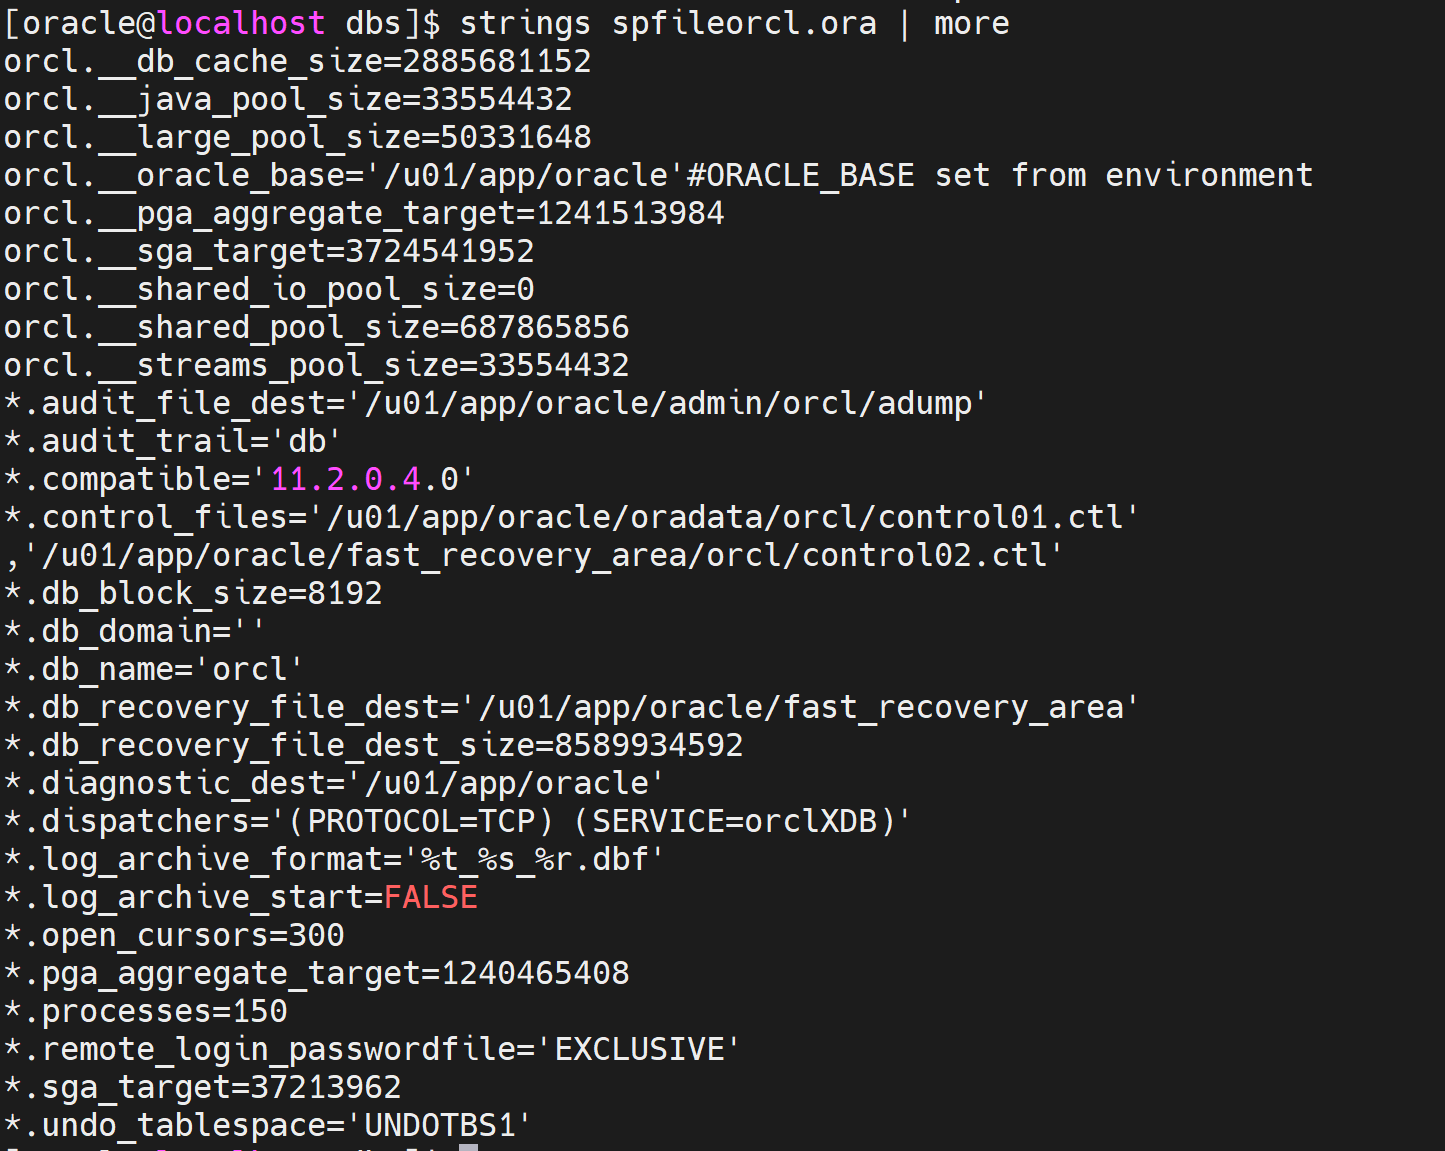 [oracle@localhost dbs]$ strings spfileorcl.ora | more
orcl.__db_cache_size=2885681152
orcl.__java_pool_size=33554432
orcl.__large_pool_size=50331648
orcl.__oracle_base='/u01/app/oracle'#ORACLE_BASE set from environment
orcl.__pga_aggregate_target=1241513984
orcl.__sga_target=3724541952
orcl.__shared_io_pool_size=0
orcl.__shared_pool_size=687865856
orcl.__streams_pool_size=33554432
*.audit_file_dest='/u01/app/oracle/admin/orcl/adump'
*.audit_trail='db'
*.compatible='11.2.0.4.0'
*.control_files='/u01/app/oracle/oradata/orcl/control01.ctl'
,'/u01/app/oracle/fast_recovery_area/orcl/control02.ctl'
*.db_block_size=8192
*.db_domain=''
*.db_name='orcl'
*.db_recovery_file_dest='/u01/app/oracle/fast_recovery_area'
*.db_recovery_file_dest_size=8589934592
*.diagnostic_dest='/u01/app/oracle'
*.dispatchers='(PROTOCOL=TCP) (SERVICE=orclXDB)'
*.log_archive_format='%t_%s_%r.dbf'
*.log_archive_start=FALSE
*.open_cursors=300
*.pga_aggregate_target=1240465408
*.processes=150
*.remote_login_passwordfile='EXCLUSIVE'
*.sga_target=37213962
*.undo_tablespace='UNDOTBS1'